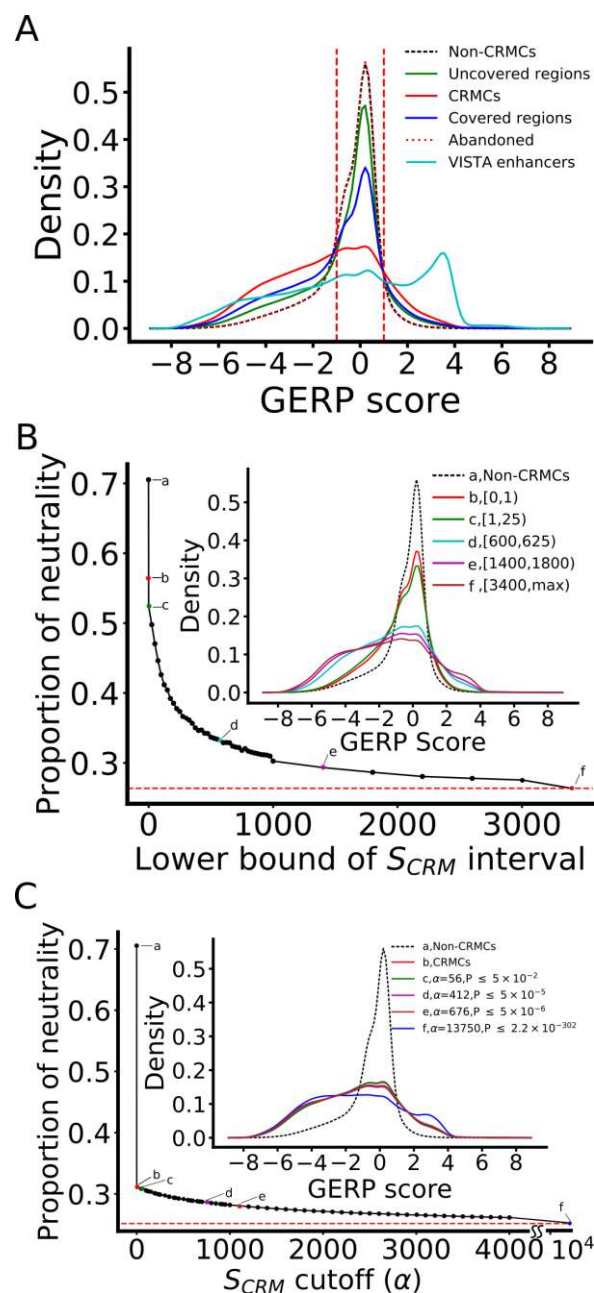 A
Density
0.5
0.4
0.3
0.2
0.1
0.0
Non-CRMCs
Uncovered regions
CRMCs
Covered regions
Abandoned
VISTA enhancers
−8 −6 −4 −2 0 2 4 6 8
GERP score
B
Proportion of neutrality
0.7
0.6
0.5
0.4
0.3
a
b
c
d
e
f
Density
0.5
0.4
0.3
0.2
0.1
0.0
a,Non-CRMCs
b,[0,1)
c,[1,25)
d,[600,625)
e,[1400,1800)
f,[3400,max)
−8 −6 −4 −2 0 2 4 6 8
GERP Score
0 1000 2000 3000
Lower bound of S_CRM interval
C
Proportion of neutrality
0.7
0.6
0.5
0.4
0.3
a
b
c
d
e
f
Density
0.5
0.4
0.3
0.2
0.1
0.0
a,Non-CRMCs
b,CRMCs
c,α=56,P ≤ 5 × 10⁻²
d,α=412,P ≤ 5 × 10⁻⁵
e,α=676,P ≤ 5 × 10⁻⁶
f,α=13750,P ≤ 2.2 × 10⁻³⁰²
−8 −6 −4 −2 0 2 4 6 8
GERP score
0 1000 2000 3000 4000 10⁴
S_CRM cutoff (α)